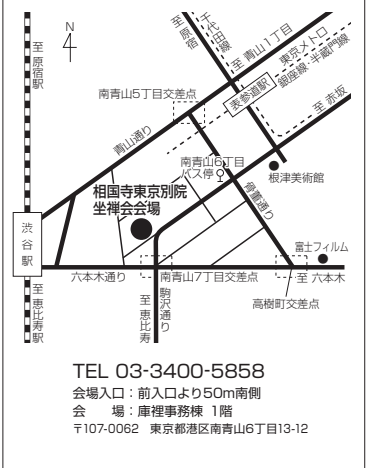 N
至原宿駅
至原宿
千代田線
至 青山1丁目
東京メトロ
銀座線・半蔵門線
表参道駅
至 赤坂
南青山5丁目交差点
青山通り
南青山6丁目
バス停
根津美術館
骨董通り
相国寺東京別院
坐禅会会場
渋谷駅
富士フィルム
六本木通り
南青山7丁目交差点
至 六本木
至恵比寿駅
至恵比寿
駒沢通り
高樹町交差点
TEL 03-3400-5858
会場入口：前入口より50m南側
会　　場：庫裡事務棟 1階
〒107-0062 東京都港区南青山6丁目13-12